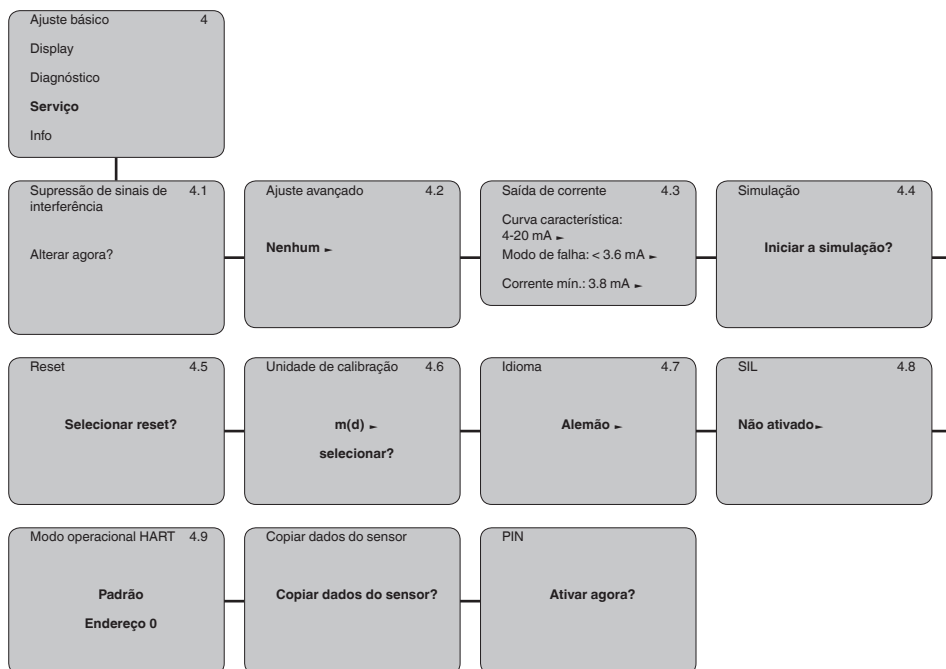 Ajuste básico 4
Display
Diagnóstico
Serviço
Info
Supressão de sinais de 4.1
interferência
Alterar agora?
Ajuste avançado 4.2
Nenhum ►
Saída de corrente 4.3
Curva característica:
4-20 mA ►
Modo de falha: < 3.6 mA ►
Corrente mín.: 3.8 mA ►
Simulação 4.4
Iniciar a simulação?
Reset 4.5
Selecionar reset?
Unidade de calibração 4.6
m(d) ►
selecionar?
Idioma 4.7
Alemão ►
SIL 4.8
Não ativado ►
Modo operacional HART 4.9
Padrão
Endereço 0
Copiar dados do sensor
Copiar dados do sensor?
PIN
Ativar agora?